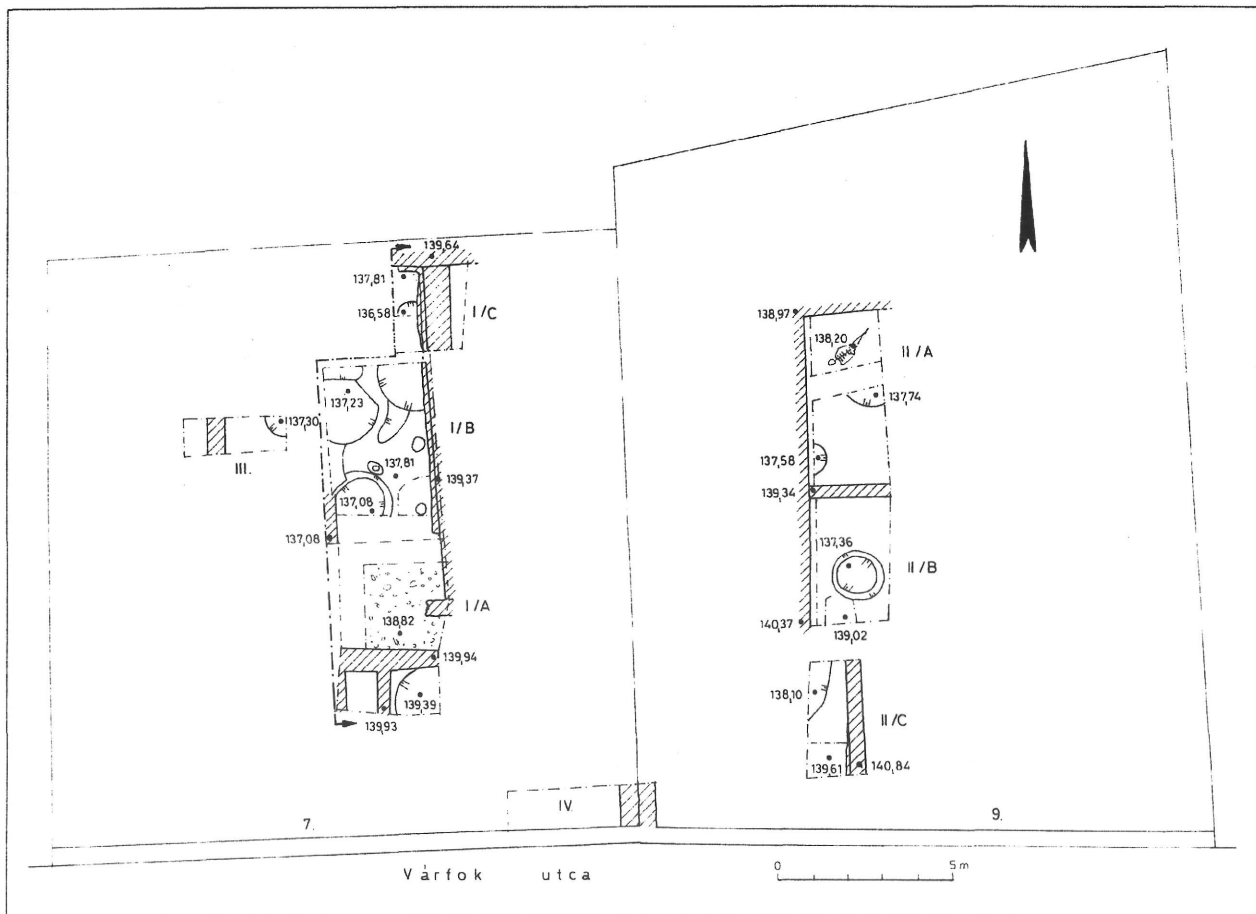 139,64
137,81
136,58
I/C
137,23
137,30
III.
I/B
137,81
139,37
137,08
137,08
I/A
138,82
139,94
139,39
139,93
138,97
138,20
II/A
137,74
137,58
139,34
137,36
II/B
140,37
139,02
138,10
II/C
139,61
140,84
IV.
7.
9.
Várfok utca
0 5m